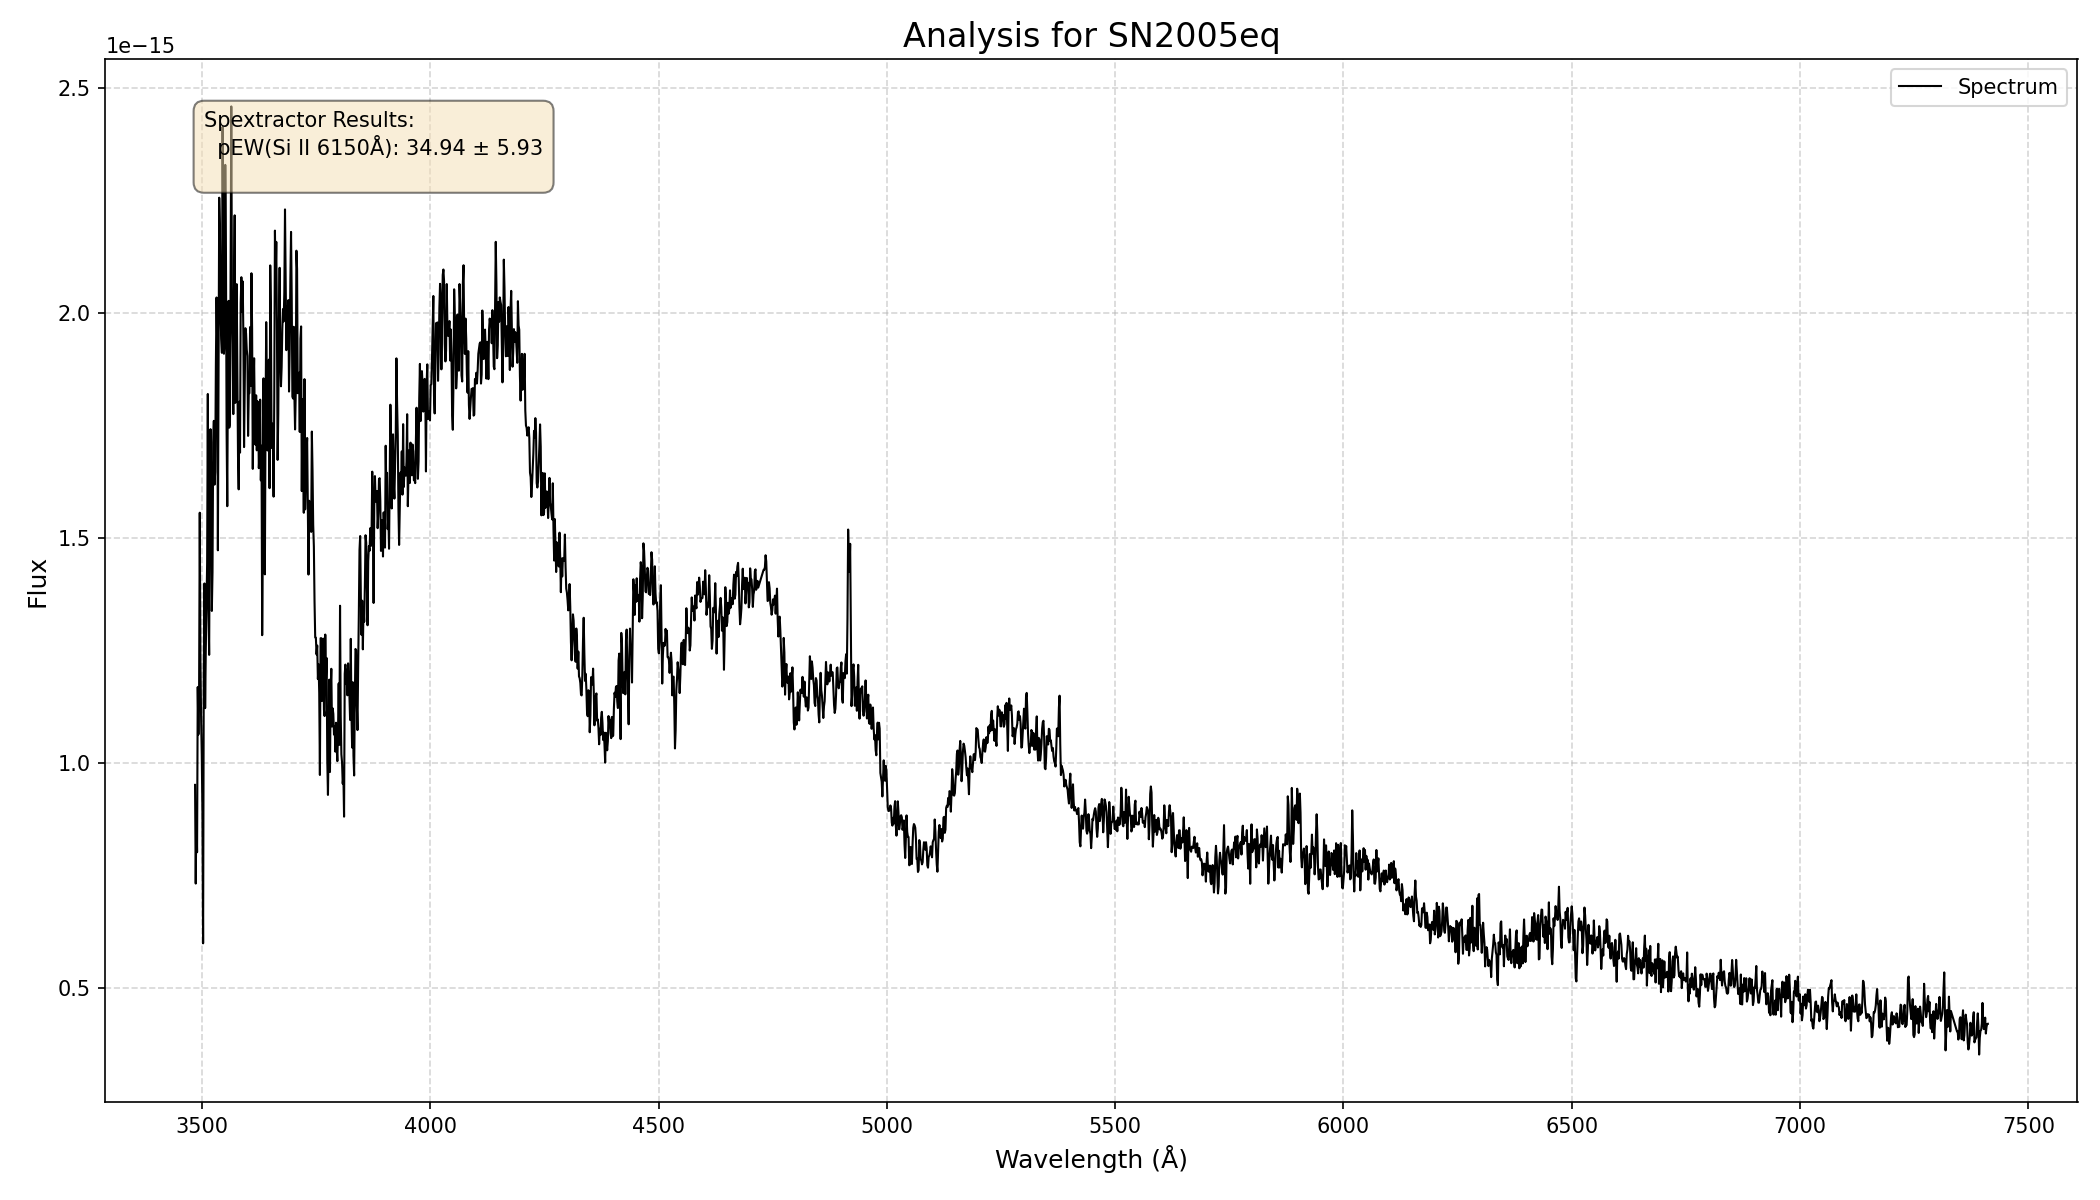 Analysis for SN2005eq
1e−15
Spectrum
Spextractor Results:
pEW(Si II 6150Å): 34.94 ± 5.93
2.5
2.0
1.5
1.0
0.5
Flux
3500 4000 4500 5000 5500 6000 6500 7000 7500
Wavelength (Å)